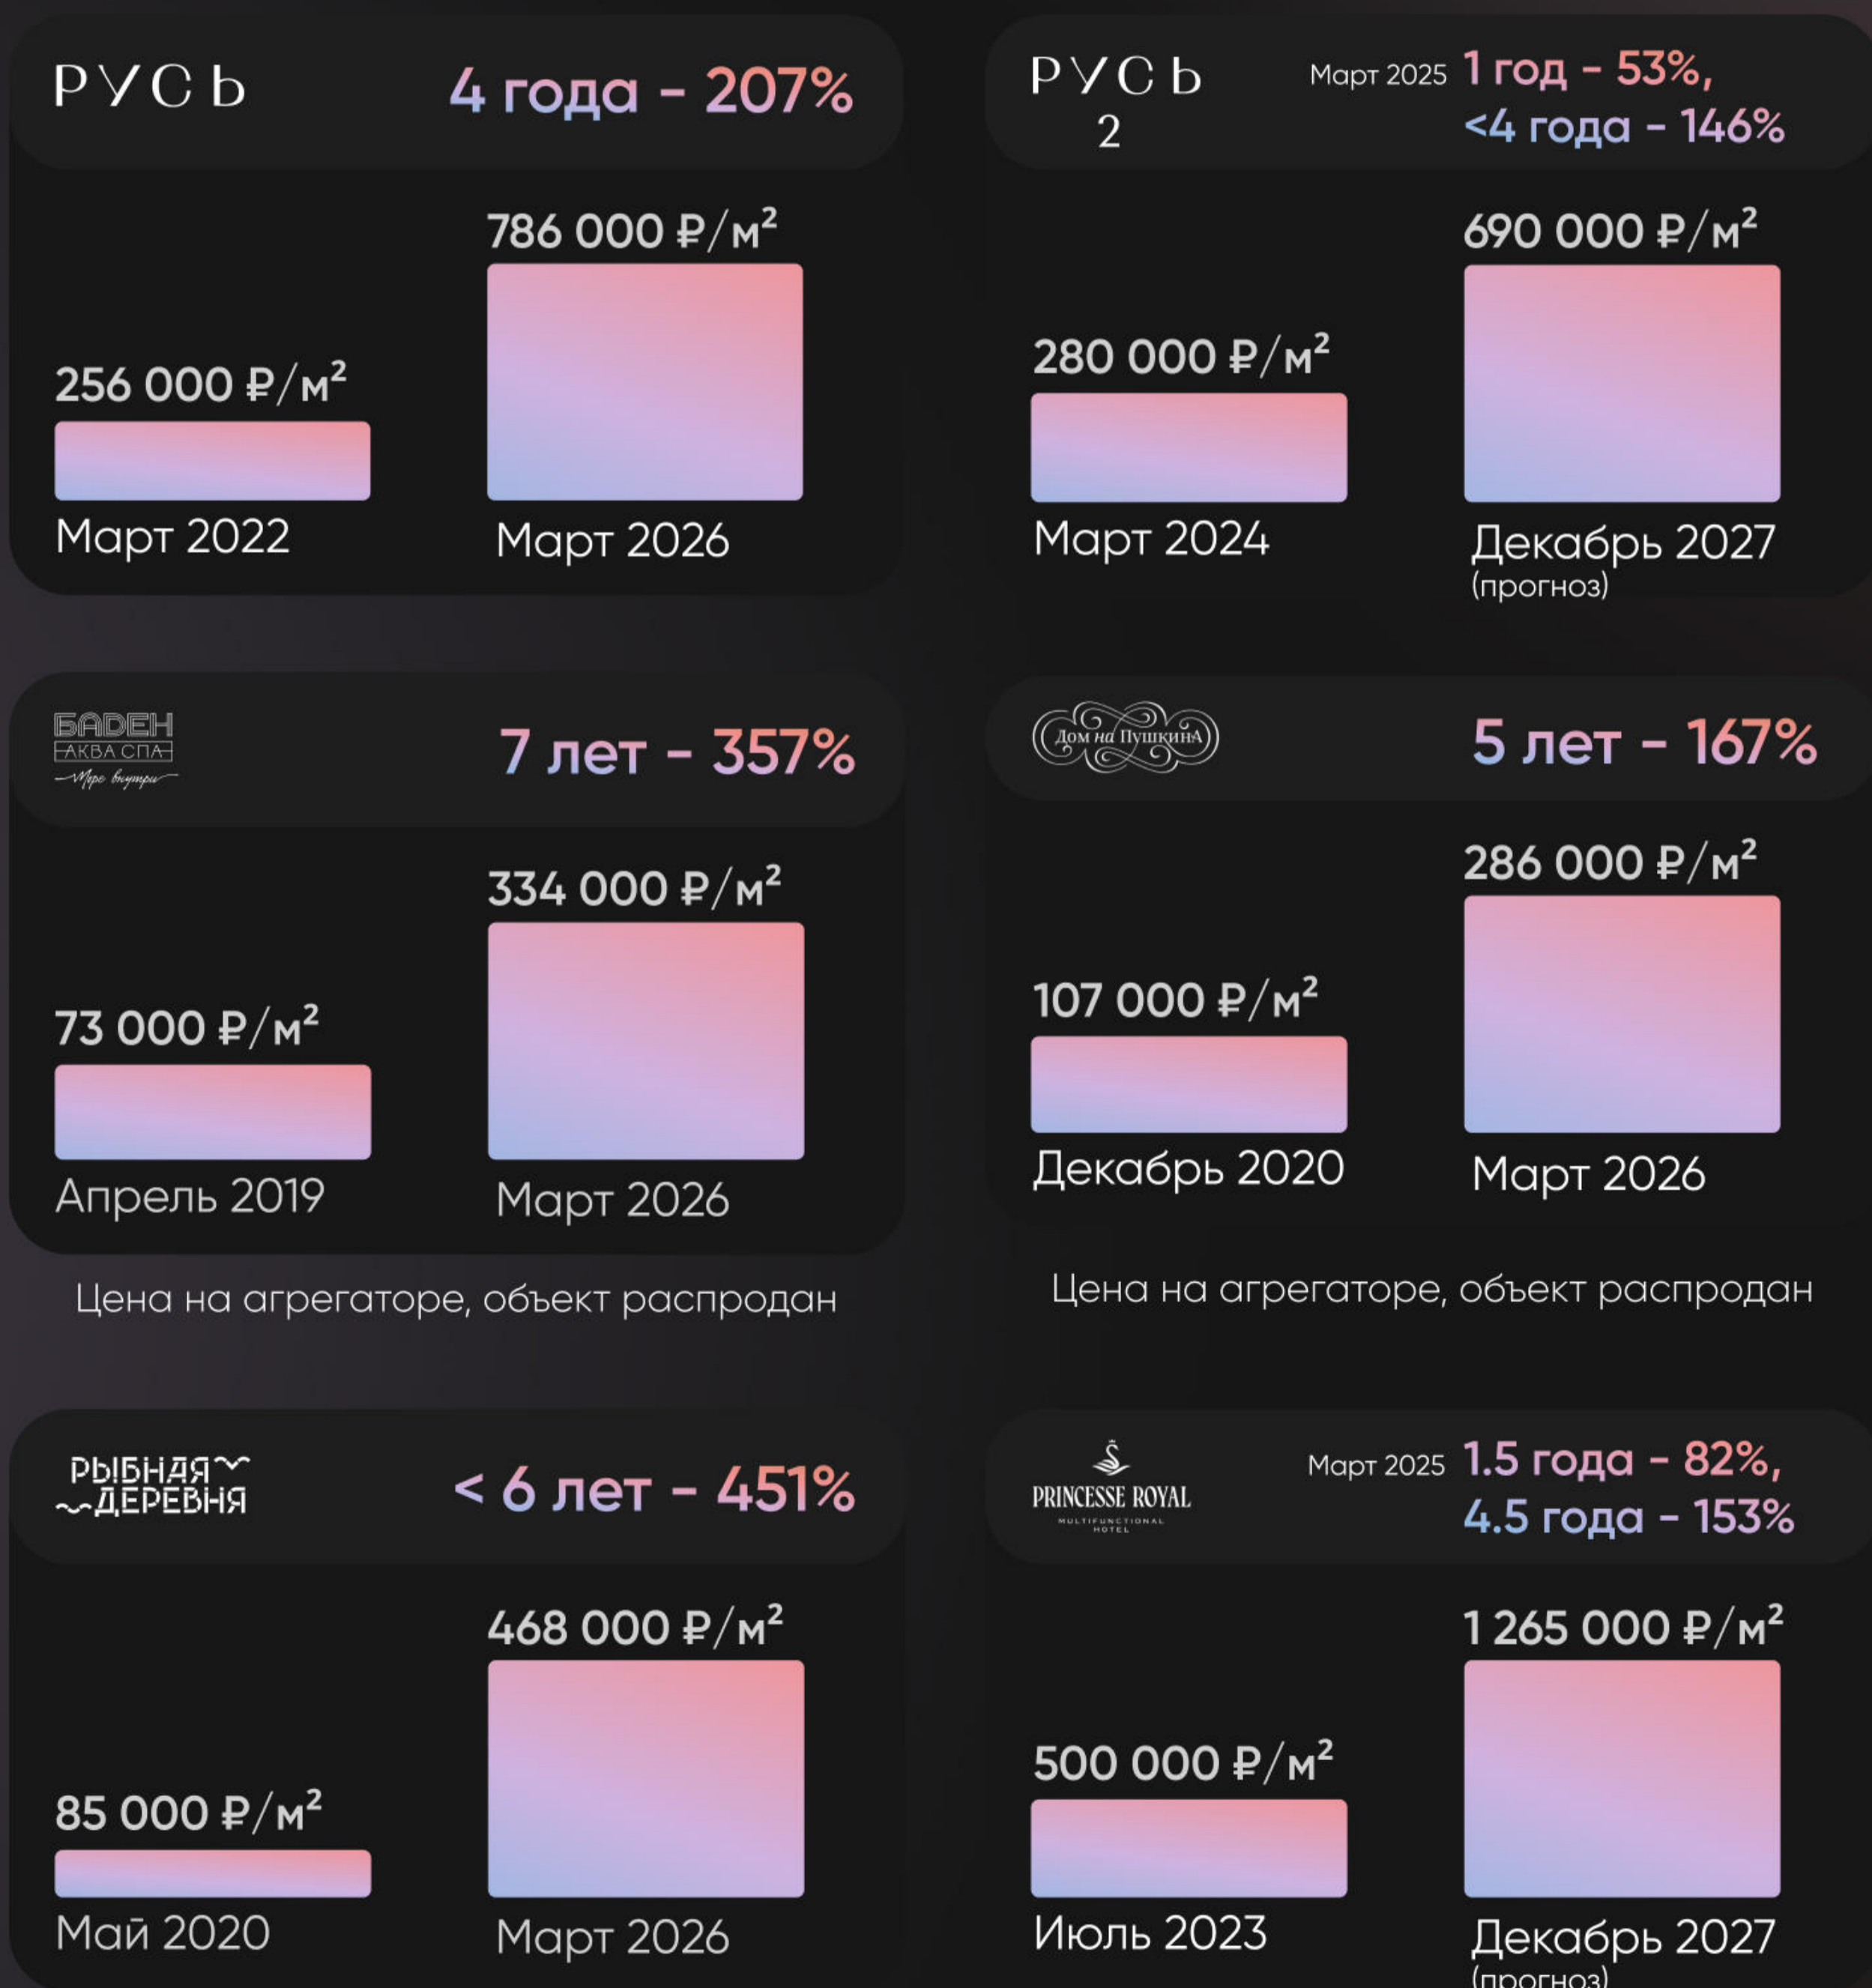 РУСЬ
4 года - 207%
256 000 ₽/м²
Март 2022
786 000 ₽/м²
Март 2026
РУСЬ
2
Март 2025 1 год - 53%,
<4 года - 146%
280 000 ₽/м²
Март 2024
690 000 ₽/м²
Декабрь 2027
(прогноз)
БАДЕН
АКВА СПА
Море внутри
7 лет - 357%
73 000 ₽/м²
Апрель 2019
334 000 ₽/м²
Март 2026
Цена на агрегаторе, объект распродан
Дом на Пушкина
5 лет - 167%
107 000 ₽/м²
Декабрь 2020
286 000 ₽/м²
Март 2026
Цена на агрегаторе, объект распродан
РЫБНАЯ
ДЕРЕВНЯ
< 6 лет - 451%
85 000 ₽/м²
Май 2020
468 000 ₽/м²
Март 2026
PRINCESSE ROYAL
MULTIFUNCTIONAL
HOTEL
Март 2025 1.5 года - 82%,
4.5 года - 153%
500 000 ₽/м²
Июль 2023
1 265 000 ₽/м²
Декабрь 2027
(прогноз)